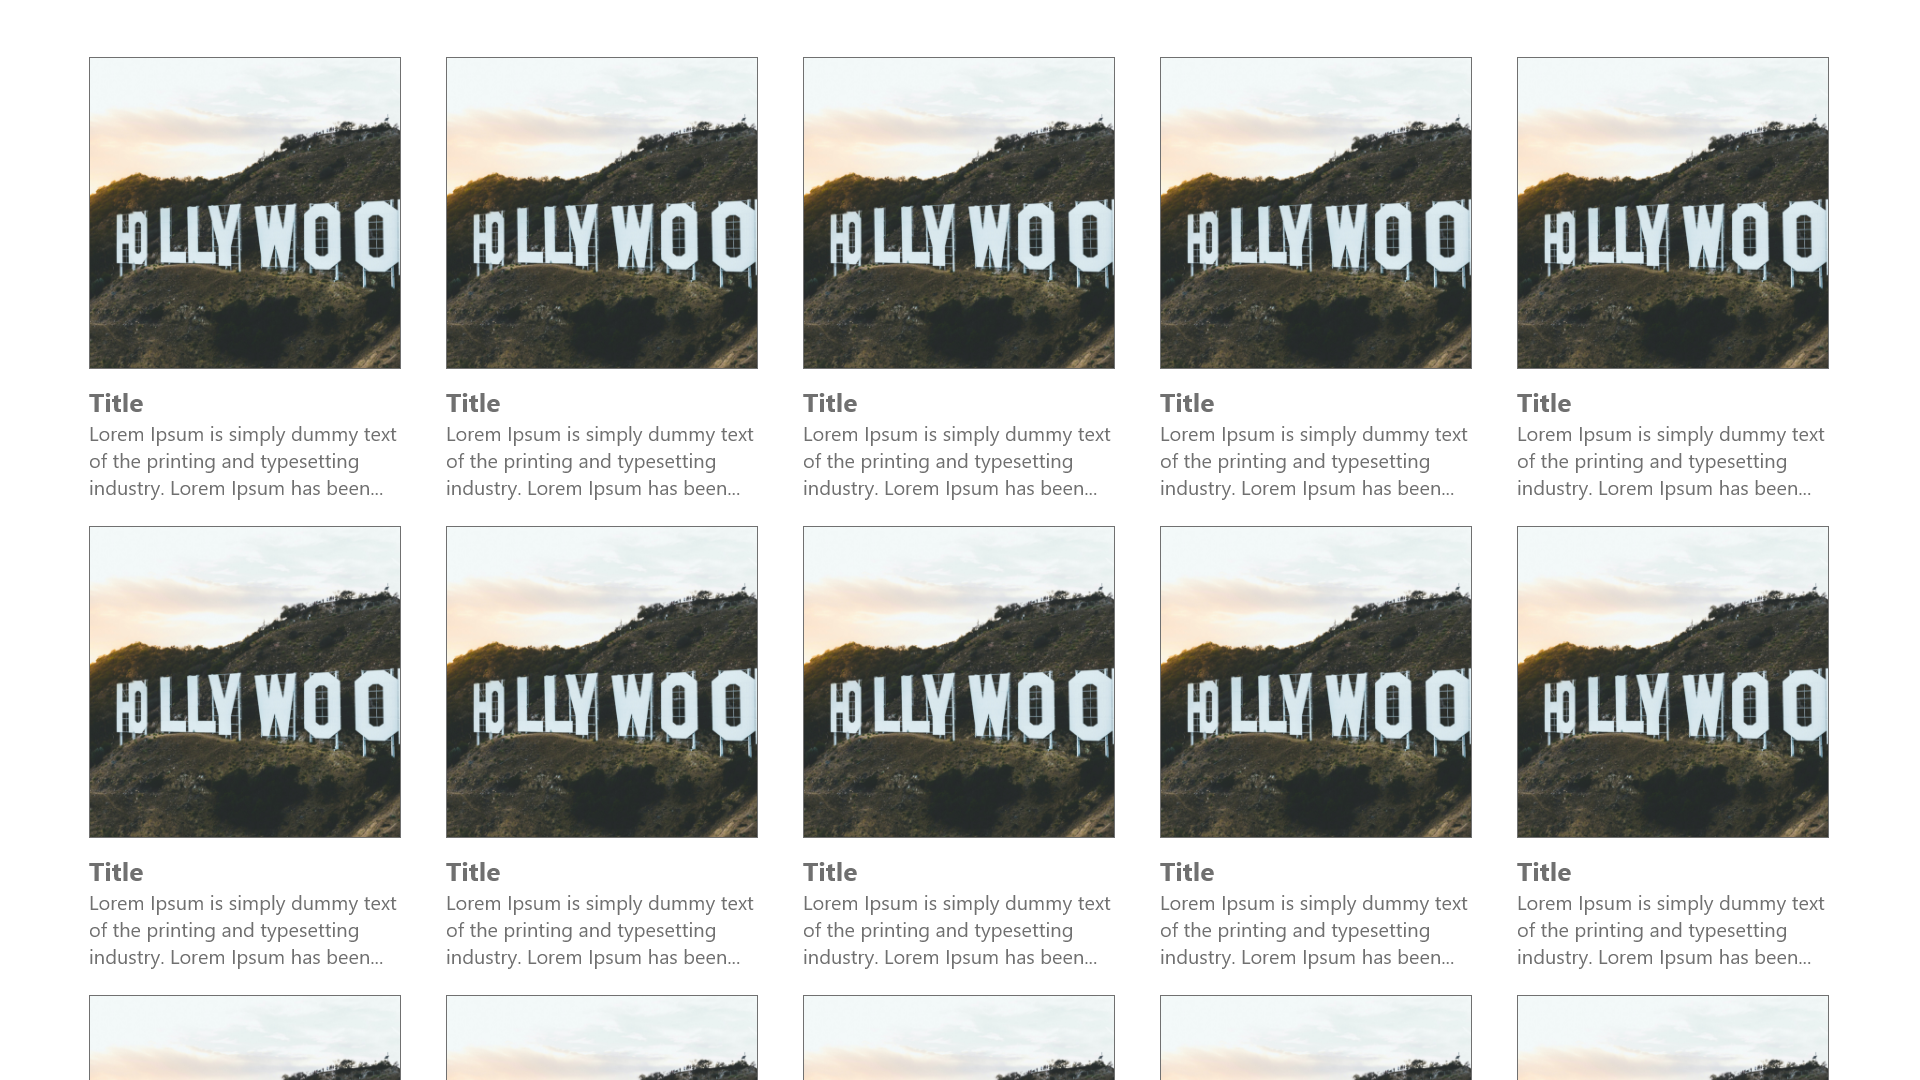 HOLLYWOO
HOLLYWOO
HOLLYWOO
HOLLYWOO
HOLLYWOO
Title
Lorem Ipsum is simply dummy text
of the printing and typesetting
industry. Lorem Ipsum has been...
Title
Lorem Ipsum is simply dummy text
of the printing and typesetting
industry. Lorem Ipsum has been...
Title
Lorem Ipsum is simply dummy text
of the printing and typesetting
industry. Lorem Ipsum has been...
Title
Lorem Ipsum is simply dummy text
of the printing and typesetting
industry. Lorem Ipsum has been...
Title
Lorem Ipsum is simply dummy text
of the printing and typesetting
industry. Lorem Ipsum has been...
HOLLYWOO
HOLLYWOO
HOLLYWOO
HOLLYWOO
HOLLYWOO
Title
Lorem Ipsum is simply dummy text
of the printing and typesetting
industry. Lorem Ipsum has been...
Title
Lorem Ipsum is simply dummy text
of the printing and typesetting
industry. Lorem Ipsum has been...
Title
Lorem Ipsum is simply dummy text
of the printing and typesetting
industry. Lorem Ipsum has been...
Title
Lorem Ipsum is simply dummy text
of the printing and typesetting
industry. Lorem Ipsum has been...
Title
Lorem Ipsum is simply dummy text
of the printing and typesetting
industry. Lorem Ipsum has been...